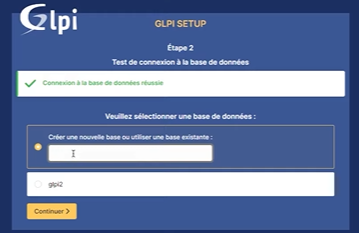 Glpi
GLPI SETUP
Étape 2
Test de connexion à la base de données
Connexion à la base de données réussie
Veuillez sélectionner une base de données :
Créer une nouvelle base ou utiliser une base existante :
glpi2
Continuer >